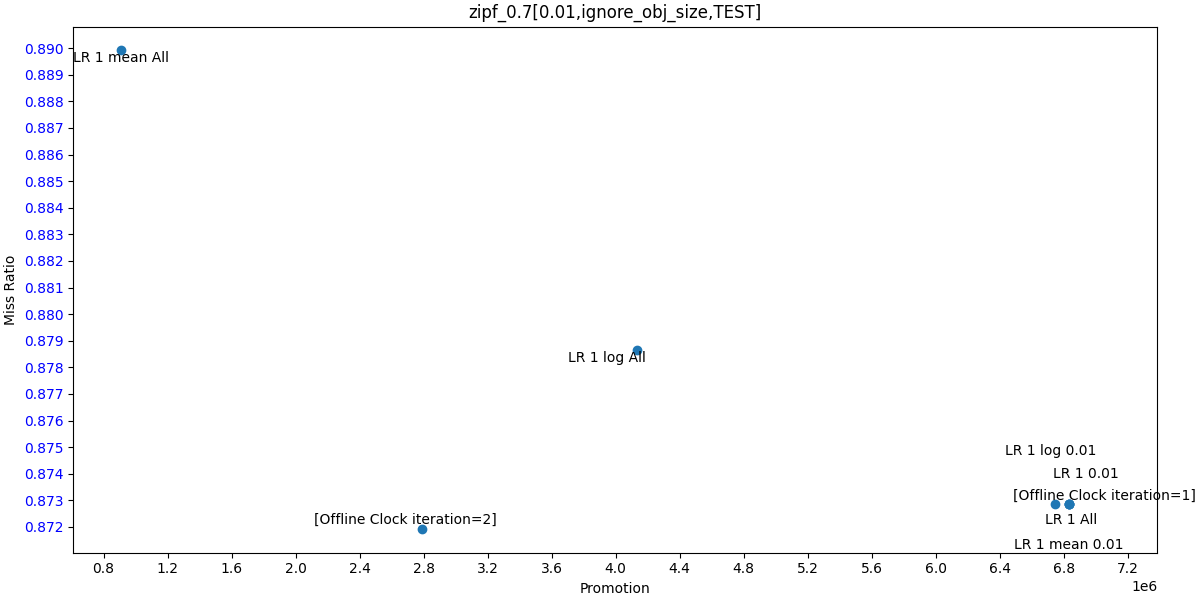 zipf_0.7[0.01,ignore_obj_size,TEST]
0.890
0.889
0.888
0.887
0.886
0.885
0.884
0.883
0.882
0.881
0.880
0.879
0.878
0.877
0.876
0.875
0.874
0.873
0.872
Miss Ratio
LR 1 mean All
LR 1 log All
LR 1 log 0.01
LR 1 0.01
[Offline Clock iteration=1]
[Offline Clock iteration=2]
LR 1 All
LR 1 mean 0.01
0.8 1.2 1.6 2.0 2.4 2.8 3.2 3.6 4.0 4.4 4.8 5.2 5.6 6.0 6.4 6.8 7.2
1e6
Promotion